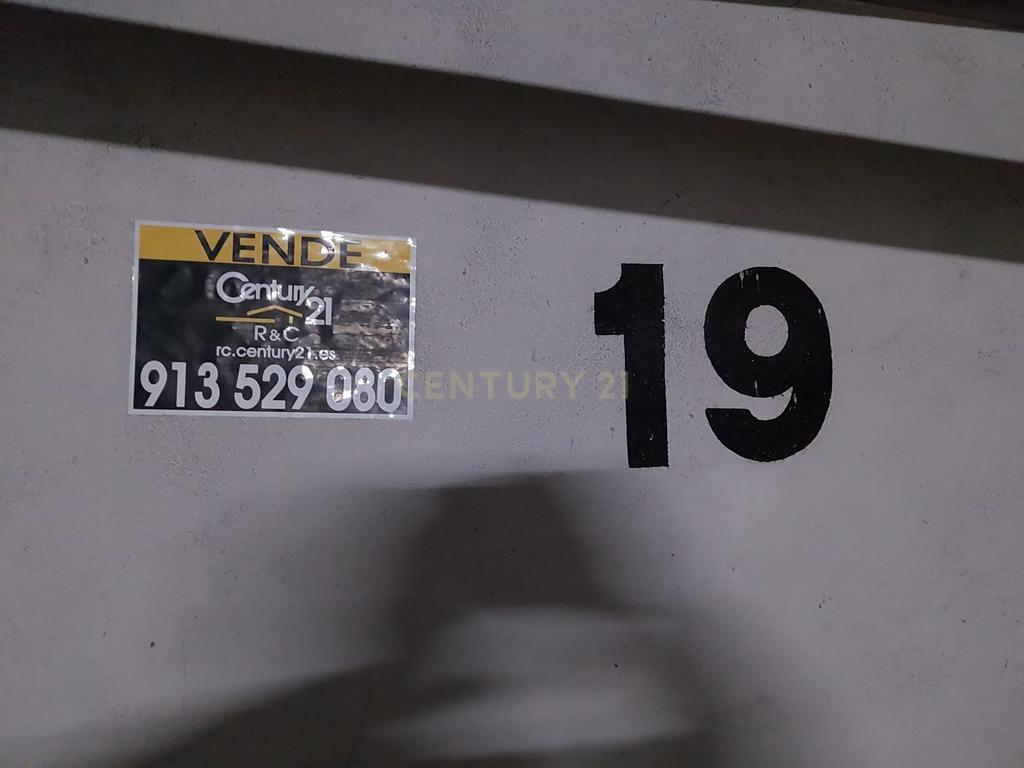 VENDE
Century 21
R & C
rc.century21.es
913 529 080
CENTURY 21
19